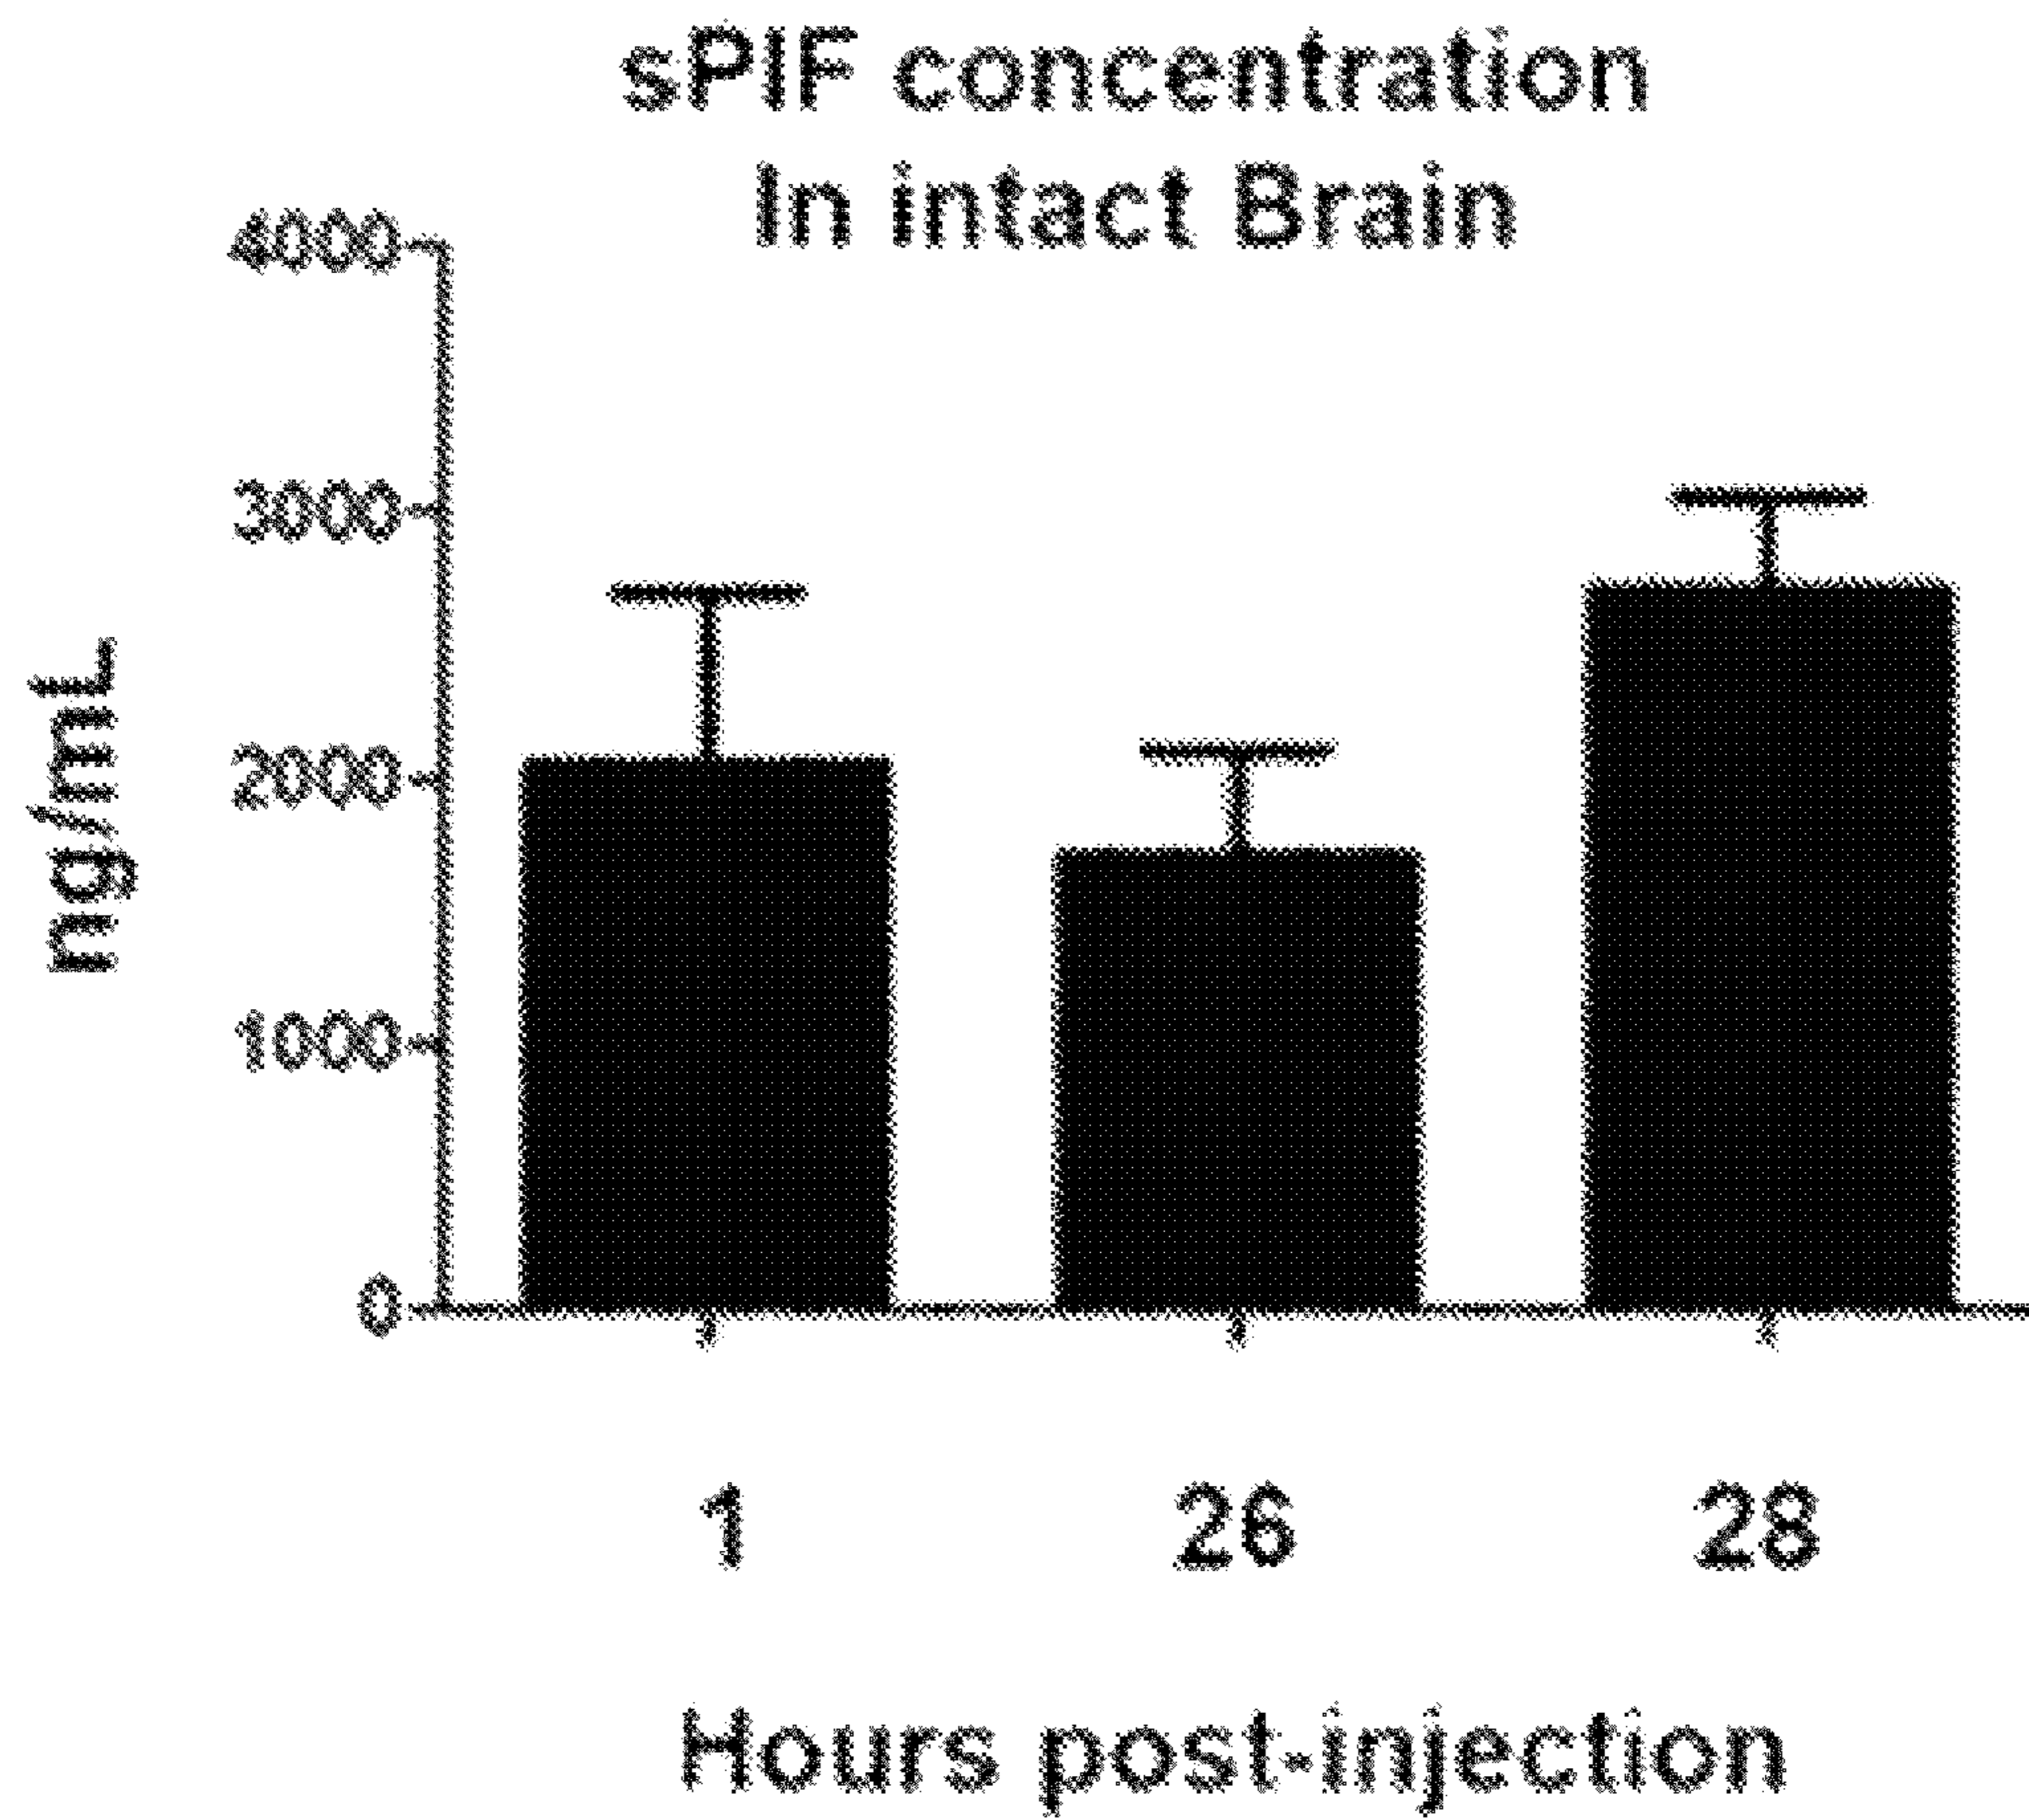 sPIF concentration
In intact Brain
4000
3000
2000
1000
0
ng/mL
1 26 28
Hours post-injection